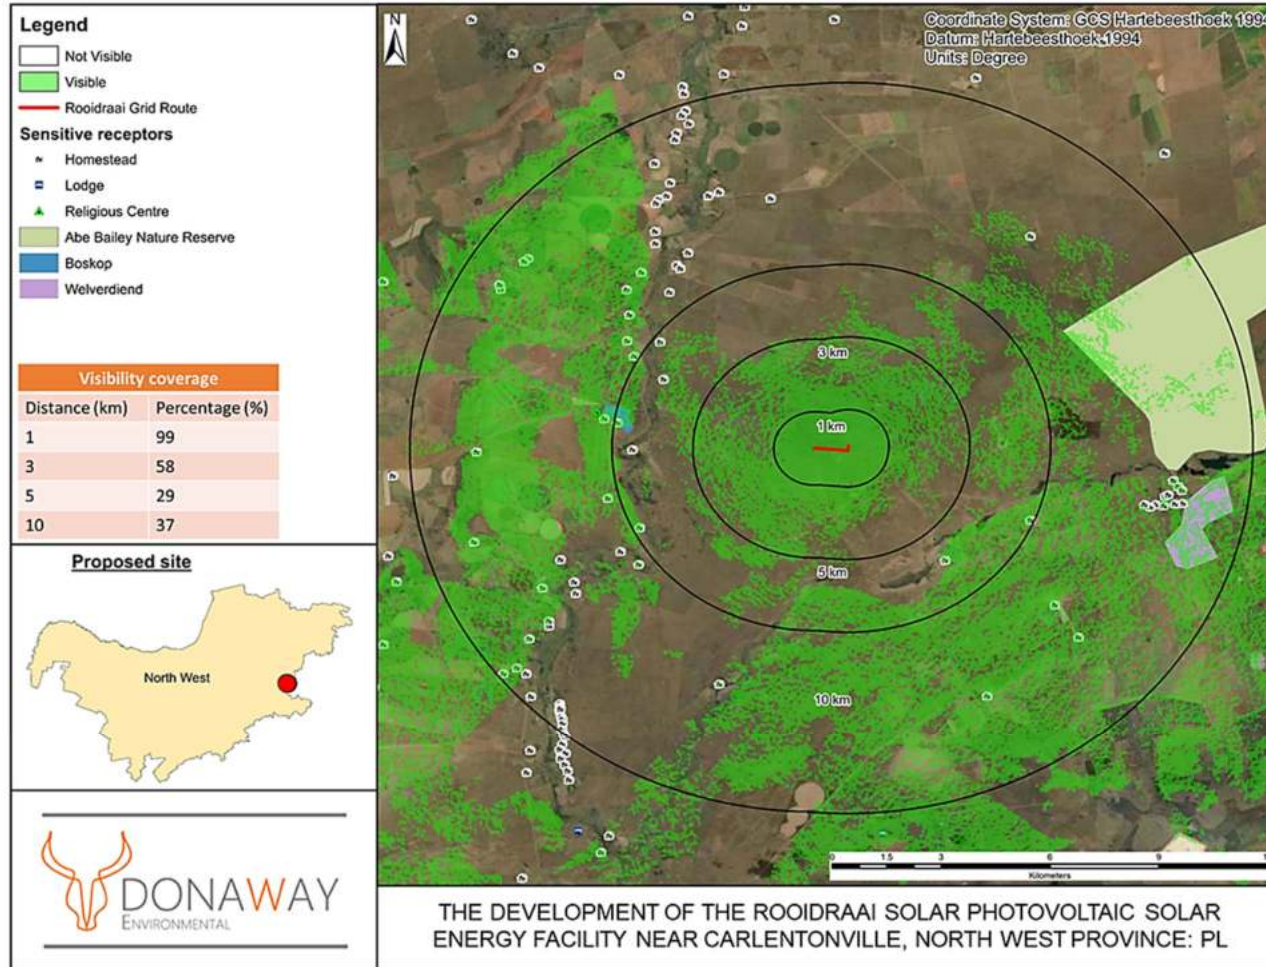 Legend
Not Visible
Visible
Rooidraai Grid Route
Sensitive receptors
Homestead
Lodge
Religious Centre
Abe Bailey Nature Reserve
Boskop
Welverdiend
Visibility coverage
Distance (km) Percentage (%)
1 99
3 58
5 29
10 37
Proposed site
North West
DONAWAY
ENVIRONMENTAL
N
Coordinate System: GCS Hartebeesthoek 1994
Datum: Hartebeesthoek 1994
Units: Degree
3 km
1 km
5 km
10 km
0 1.5 3 6 9
Kilometers
THE DEVELOPMENT OF THE ROOIDRAAI SOLAR PHOTOVOLTAIC SOLAR
ENERGY FACILITY NEAR CARLENTONVILLE, NORTH WEST PROVINCE: PL